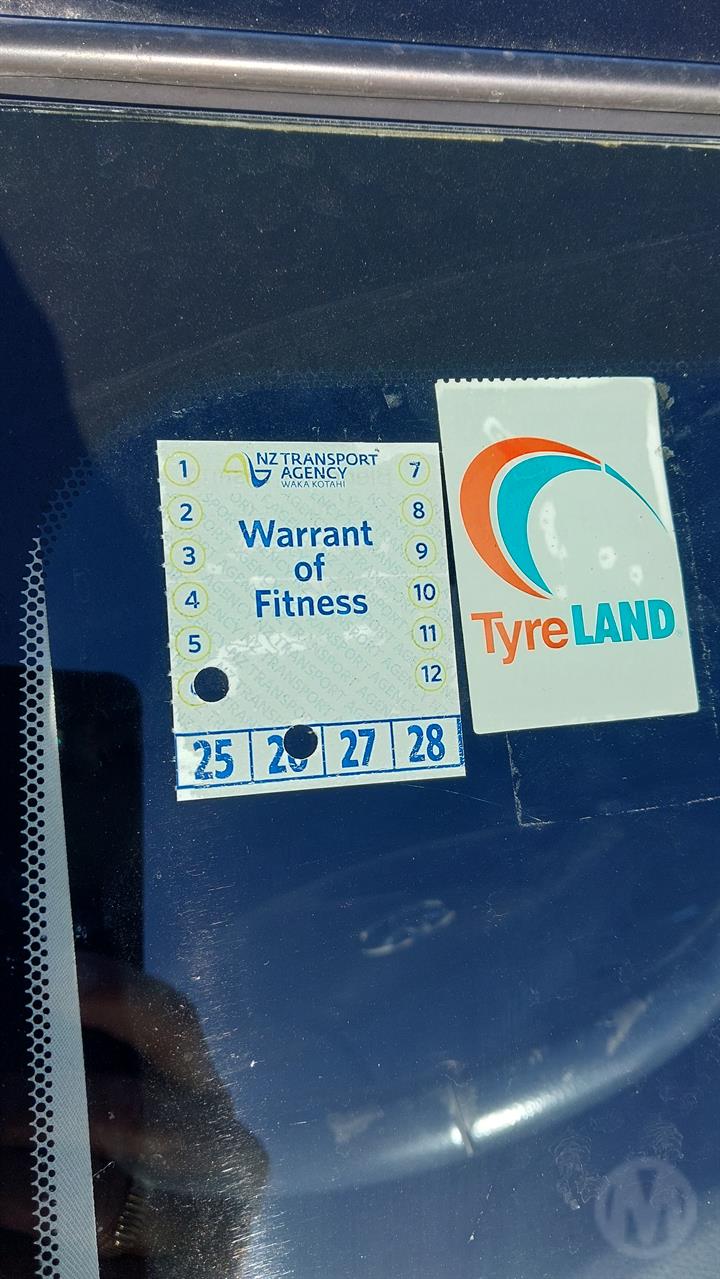 1
2
3
4
5
NZ TRANSPORT
AGENCY
WAKA KOTAHI
Warrant
of
Fitness
7
8
9
10
11
12
25 26 27 28
TyreLAND
M